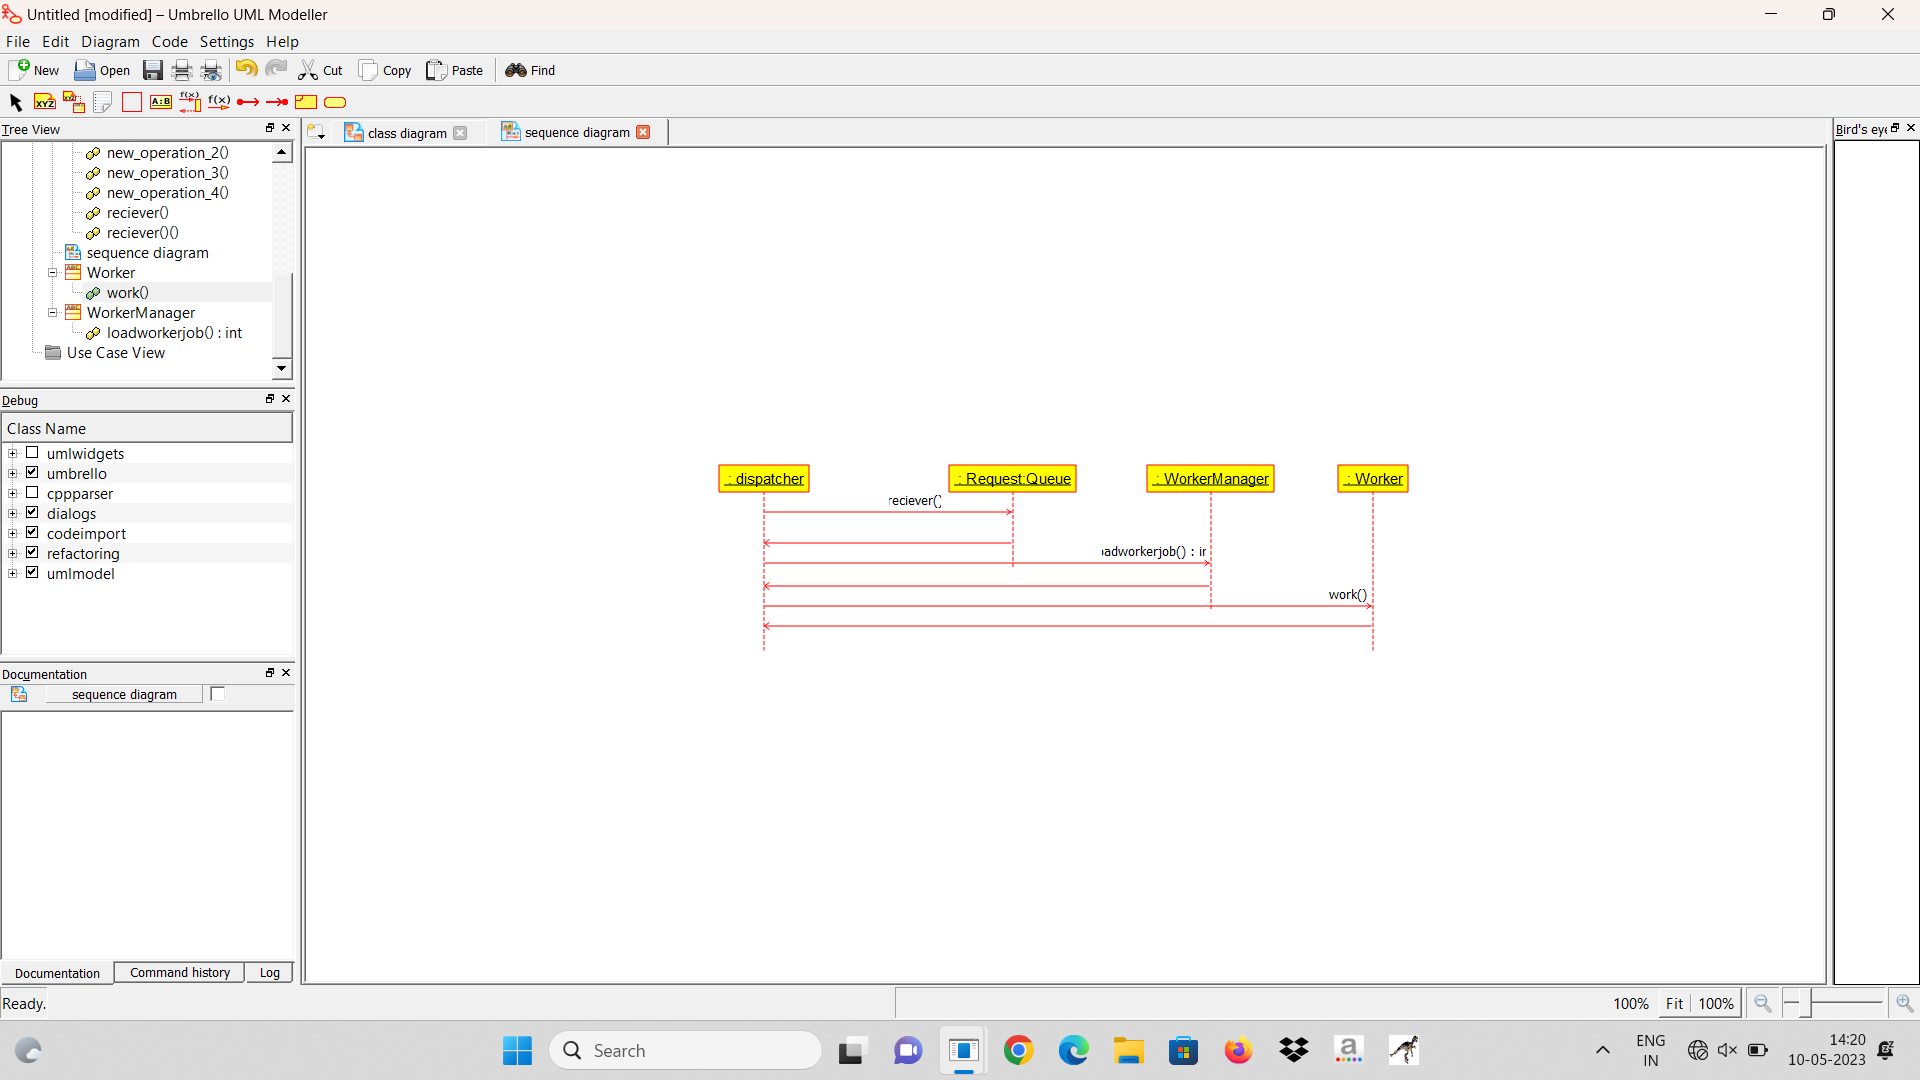 Untitled [modified] – Umbrello UML Modeller
File Edit Diagram Code Settings Help
New Open Cut Copy Paste Find
XYZ A:B f(x) f(x)
Tree View
class diagram
sequence diagram
Bird's eye
new_operation_2()
new_operation_3()
new_operation_4()
reciever()
reciever()()
sequence diagram
Worker
work()
WorkerManager
loadworkerjob() : int
Use Case View
Debug
Class Name
umlwidgets
umbrello
cppparser
dialogs
codeimport
refactoring
umlmodel
Documentation
sequence diagram
Documentation Command history Log
: dispatcher
: Request:Queue
: WorkerManager
: Worker
reciever()
oadworkerjob() : ir
work()
Ready.
100% Fit 100%
Search
a
ENG
IN
14:20
10-05-2023